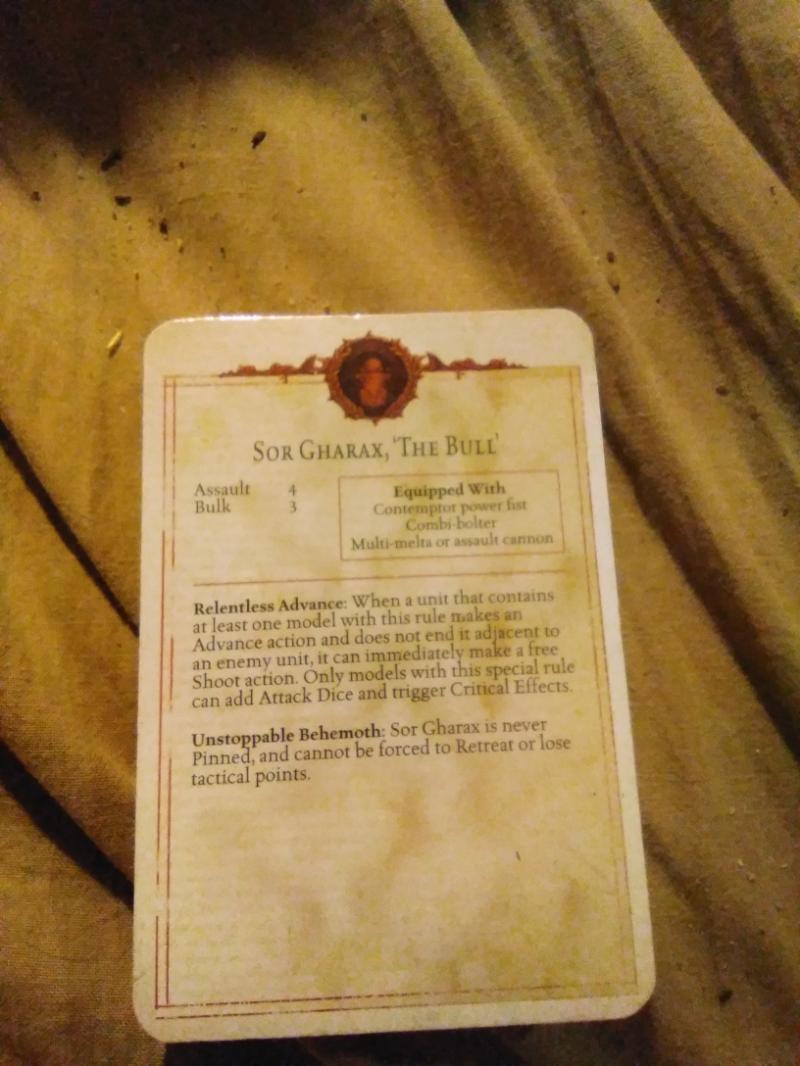 Sor Gharax, 'The Bull'
Assault 4
Bulk 3
Equipped With
Contemptor power fist
Combi-bolter
Multi-melta or assault cannon
Relentless Advance: When a unit that contains
at least one model with this rule makes an
Advance action and does not end it adjacent to
an enemy unit, it can immediately make a free
Shoot action. Only models with this special rule
can add Attack Dice and trigger Critical Effects.
Unstoppable Behemoth: Sor Gharax is never
Pinned, and cannot be forced to Retreat or lose
tactical points.